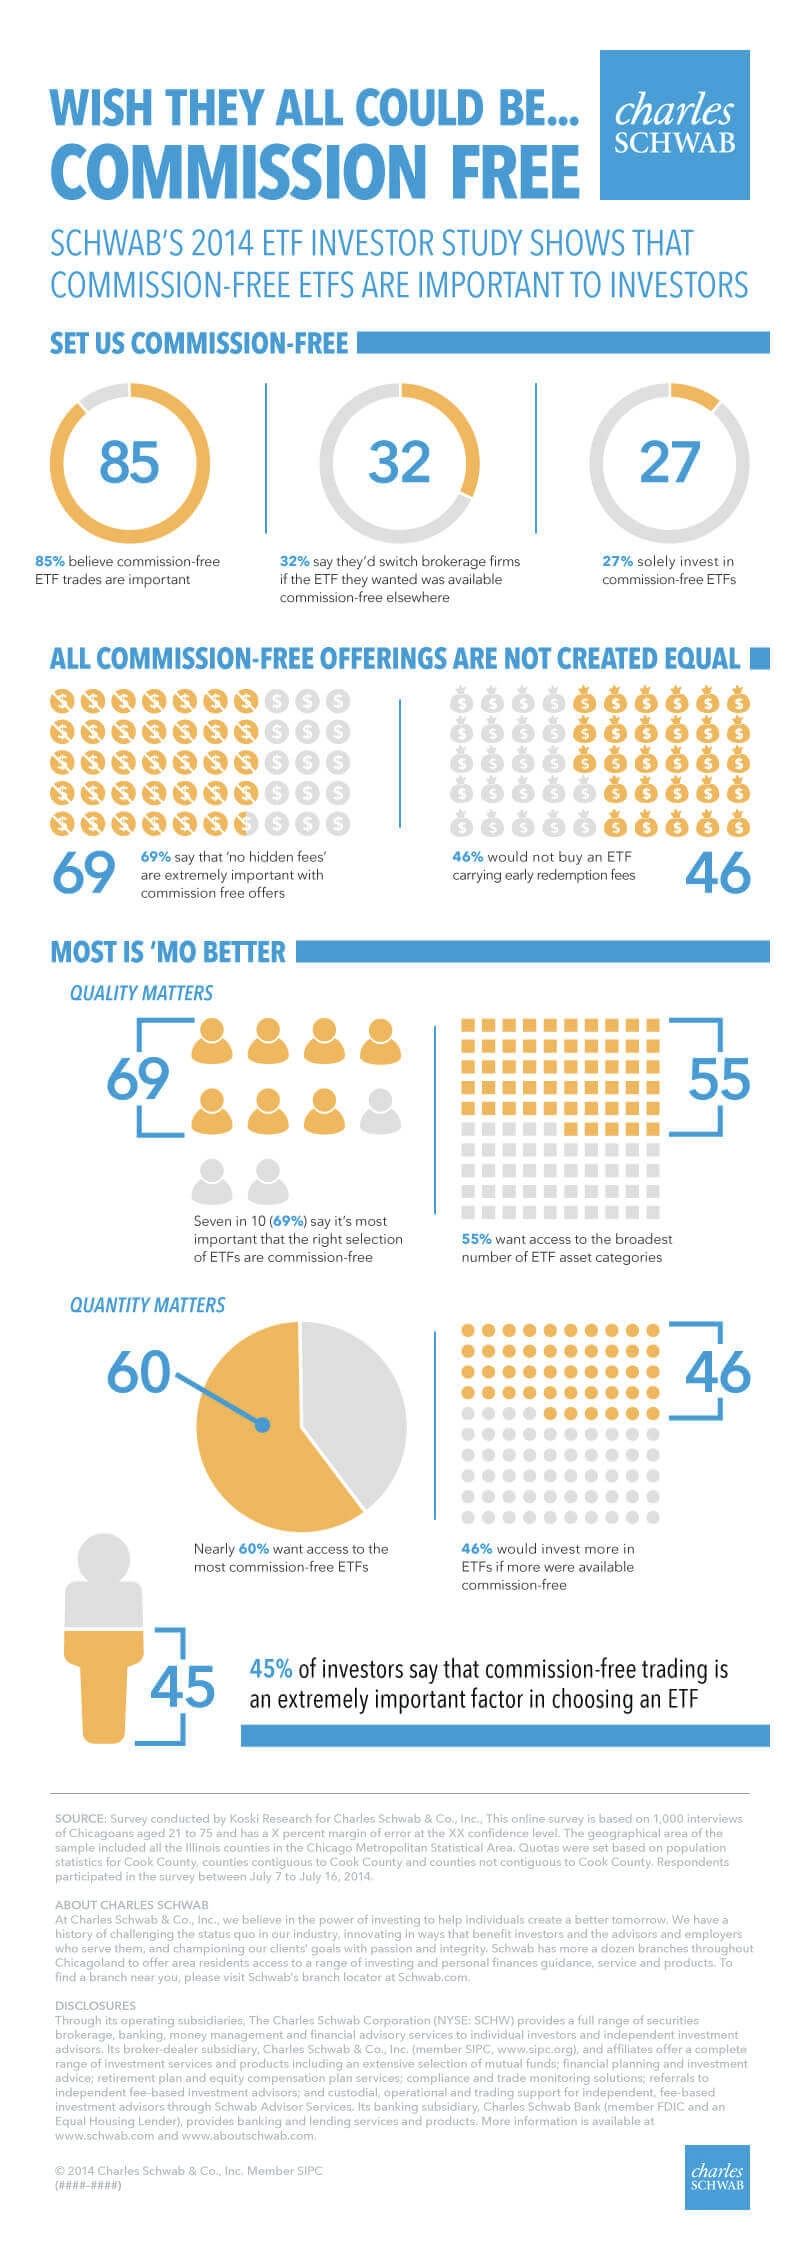 WISH THEY ALL COULD BE...
COMMISSION FREE
charles
SCHWAB
SCHWAB'S 2014 ETF INVESTOR STUDY SHOWS THAT
COMMISSION-FREE ETFS ARE IMPORTANT TO INVESTORS
SET US COMMISSION-FREE
85
85% believe commission-free
ETF trades are important
32
32% say they'd switch brokerage firms
if the ETF they wanted was available
commission-free elsewhere
27
27% solely invest in
commission-free ETFs
ALL COMMISSION-FREE OFFERINGS ARE NOT CREATED EQUAL
69
69% say that 'no hidden fees'
are extremely important with
commission free offers
46% would not buy an ETF
carrying early redemption fees
46
MOST IS 'MO BETTER
QUALITY MATTERS
69
Seven in 10 (69%) say it's most
important that the right selection
of ETFs are commission-free
55
55% want access to the broadest
number of ETF asset categories
QUANTITY MATTERS
60
Nearly 60% want access to the
most commission-free ETFs
46
46% would invest more in
ETFs if more were available
commission-free
45
45% of investors say that commission-free trading is
an extremely important factor in choosing an ETF
SOURCE: Survey conducted by Koski Research for Charles Schwab & Co., Inc., This online survey is based on 1,000 interviews
of Chicagoans aged 21 to 75 and has a X percent margin of error at the XX confidence level. The geographical area of the
sample included all the Illinois counties in the Chicago Metropolitan Statistical Area. Quotas were set based on population
statistics for Cook County, counties contiguous to Cook County and counties not contiguous to Cook County. Respondents
participated in the survey between July 7 to July 16, 2014.
ABOUT CHARLES SCHWAB
At Charles Schwab & Co., Inc., we believe in the power of investing to help individuals create a better tomorrow. We have a
history of challenging the status quo in our industry, innovating in ways that benefit investors and the advisors and employers
who serve them, and championing our clients' goals with passion and integrity. Schwab has more a dozen branches throughout
Chicagoland to offer area residents access to a range of investing and personal finances guidance, service and products. To
find a branch near you, please visit Schwab's branch locator at Schwab.com.
DISCLOSURES
Through its operating subsidiaries, The Charles Schwab Corporation (NYSE: SCHW) provides a full range of securities
brokerage, banking, money management and financial advisory services to individual investors and independent investment
advisors. Its broker-dealer subsidiary, Charles Schwab & Co., Inc. (member SIPC, www.sipc.org), and affiliates offer a complete
range of investment services and products including an extensive selection of mutual funds; financial planning and investment
advice; retirement plan and equity compensation plan services; compliance and trade monitoring solutions; referrals to
independent fee-based investment advisors; and custodial, operational and trading support for independent, fee-based
investment advisors through Schwab Advisor Services. Its banking subsidiary, Charles Schwab Bank (member FDIC and an
Equal Housing Lender), provides banking and lending services and products. More information is available at
www.schwab.com and www.aboutschwab.com.
© 2014 Charles Schwab & Co., Inc. Member SIPC
(####-####)
charles
SCHWAB